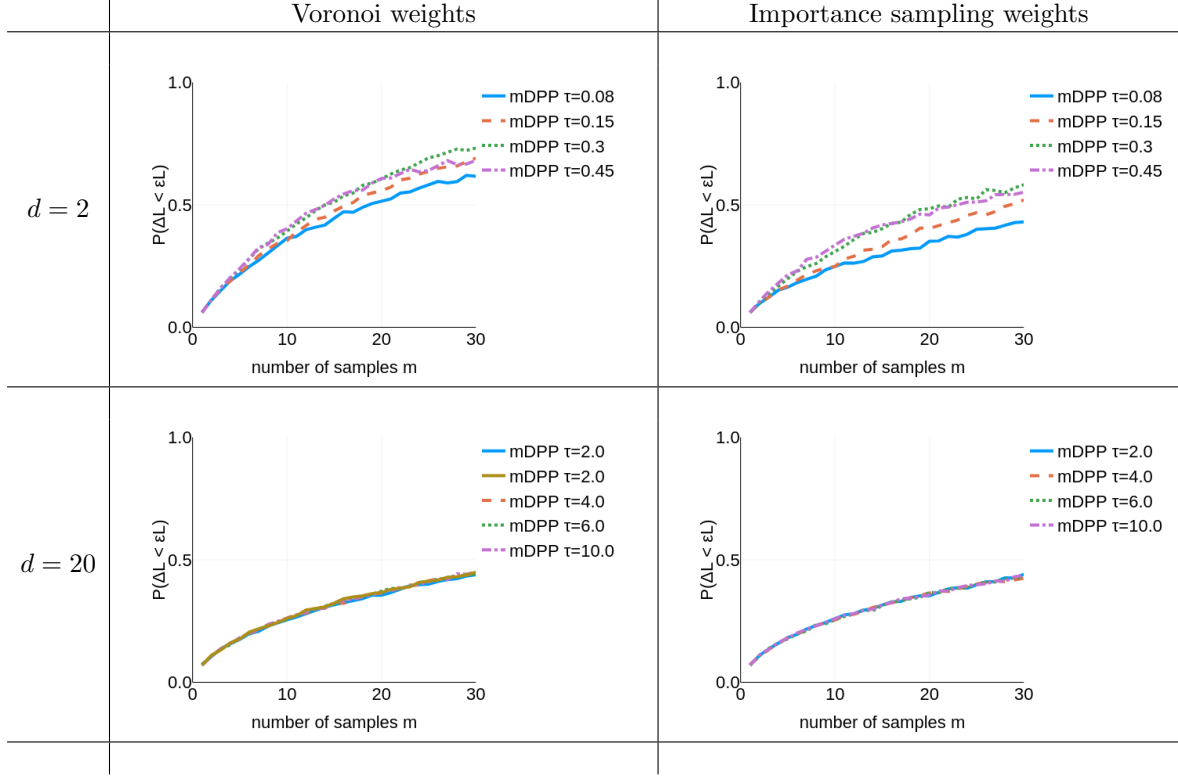 Voronoi weights
Importance sampling weights
d = 2
1.0
0.5
0.0
0
10
20
30
P(ΔL < εL)
number of samples m
mDPP τ=0.08
mDPP τ=0.15
mDPP τ=0.3
mDPP τ=0.45
1.0
0.5
0.0
0
10
20
30
P(ΔL < εL)
number of samples m
mDPP τ=0.08
mDPP τ=0.15
mDPP τ=0.3
mDPP τ=0.45
d = 20
1.0
0.5
0.0
0
10
20
30
P(ΔL < εL)
number of samples m
mDPP τ=2.0
mDPP τ=2.0
mDPP τ=4.0
mDPP τ=6.0
mDPP τ=10.0
1.0
0.5
0.0
0
10
20
30
P(ΔL < εL)
number of samples m
mDPP τ=2.0
mDPP τ=4.0
mDPP τ=6.0
mDPP τ=10.0